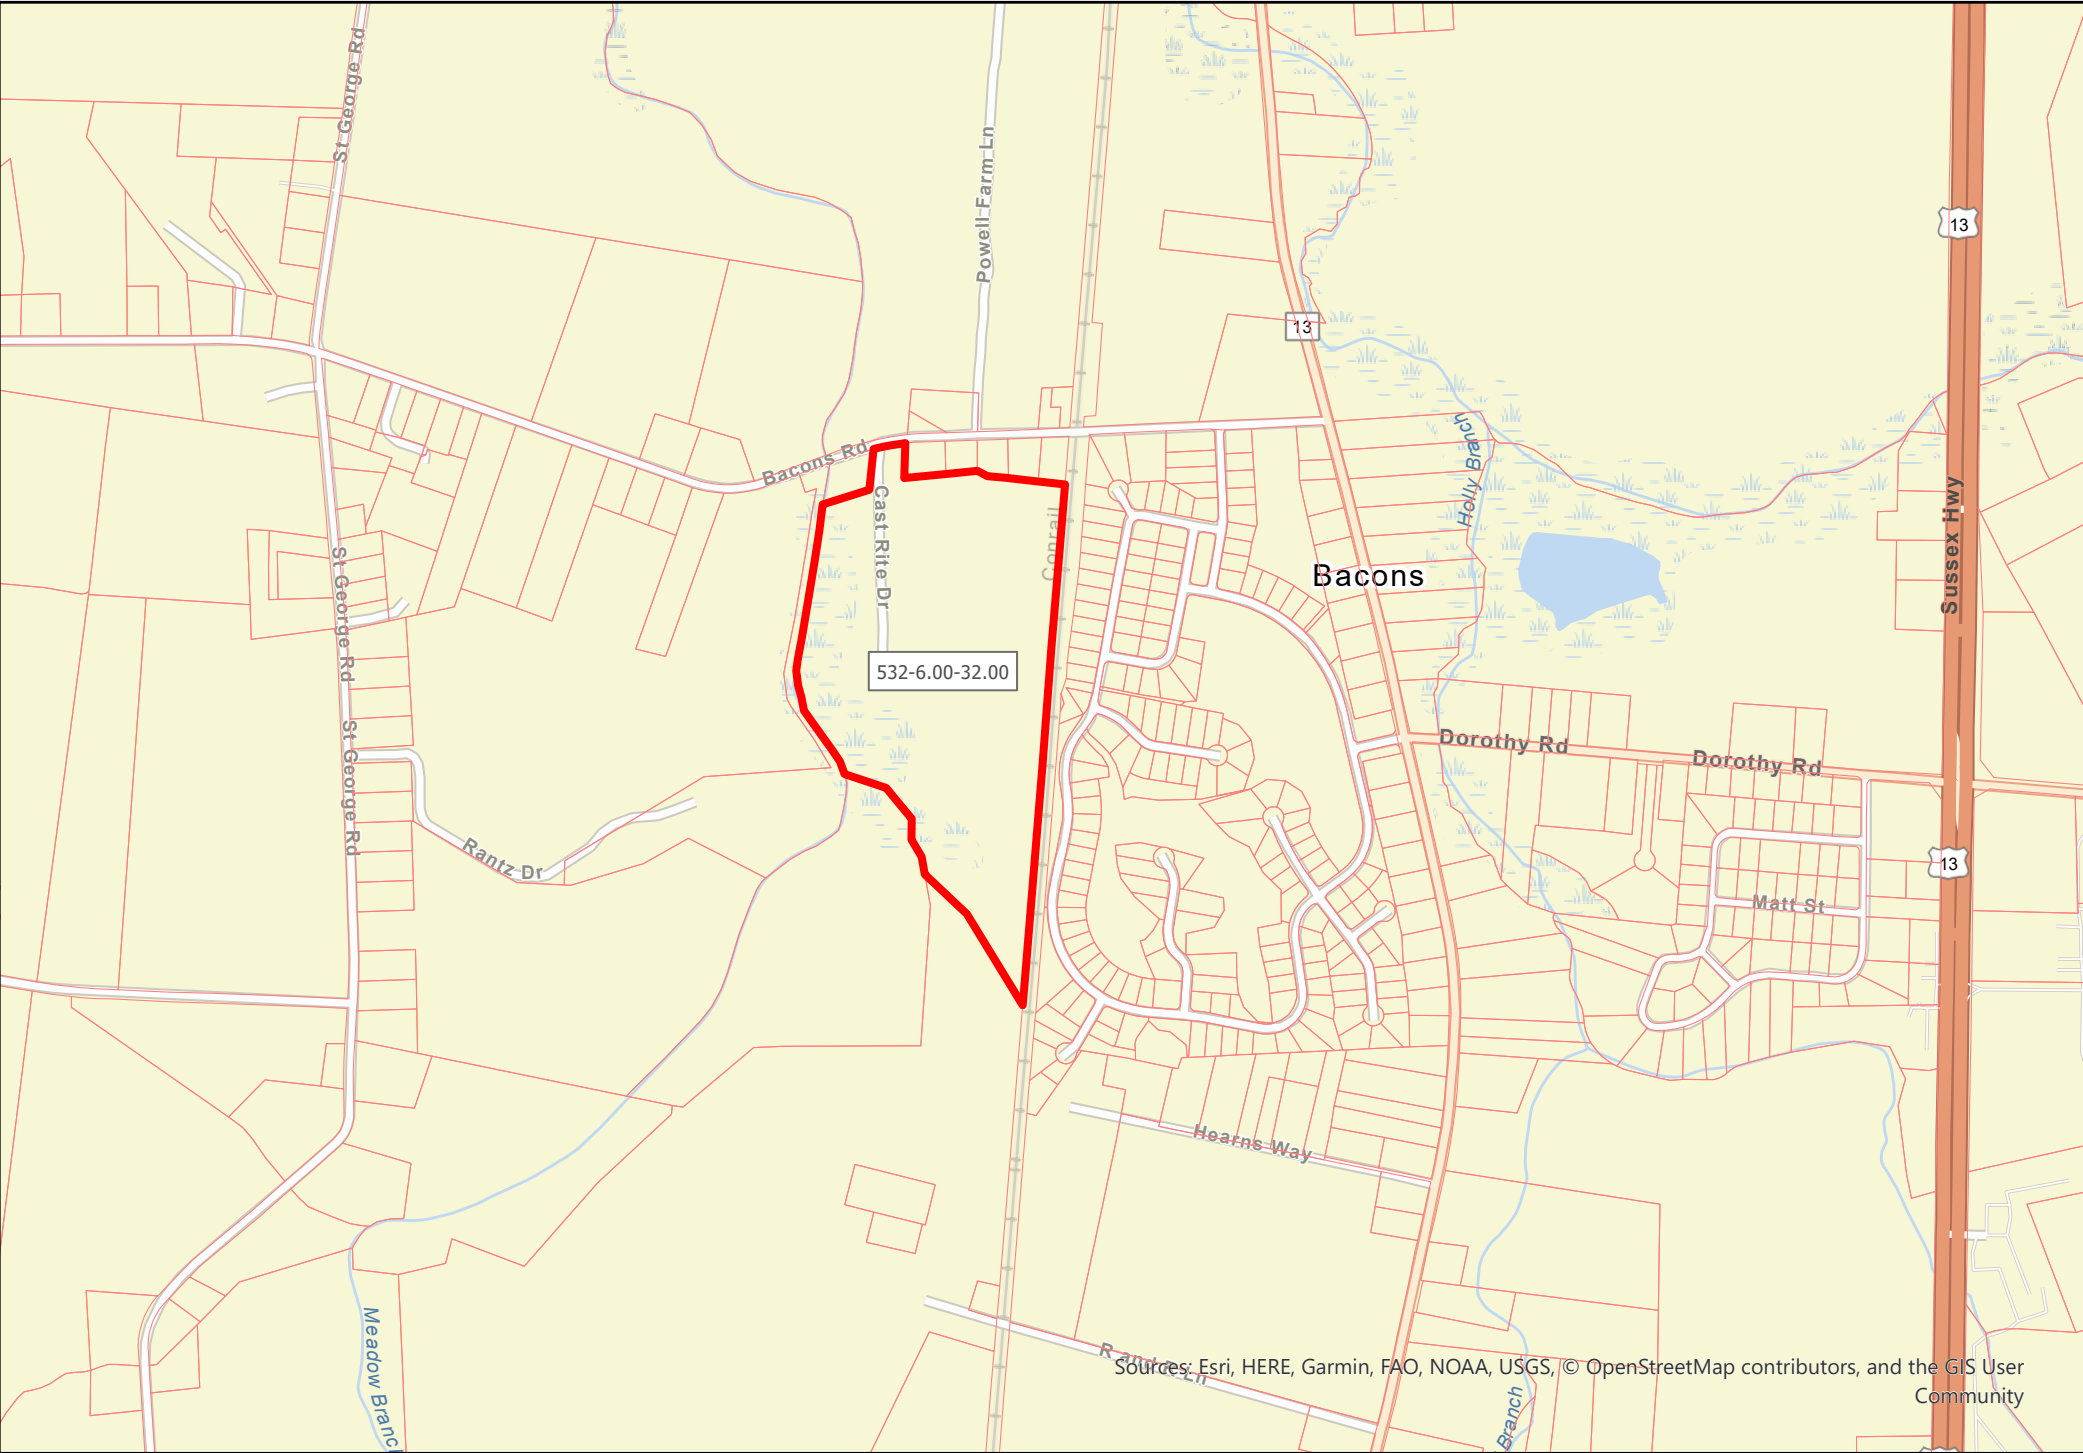 St George Rd
Powell Farm Ln
13
13
Bacons Rd
Holly Branch
Cast Rite Dr
Conrail
Sussex Hwy
St George Rd
Bacons
532-6.00-32.00
St George Rd
Dorothy Rd
Dorothy Rd
Rantz Dr
13
Matt St
Hearns Way
Meadow Branch
Sources: Esri, HERE, Garmin, FAO, NOAA, USGS, © OpenStreetMap contributors, and the GIS User
Community
Branch